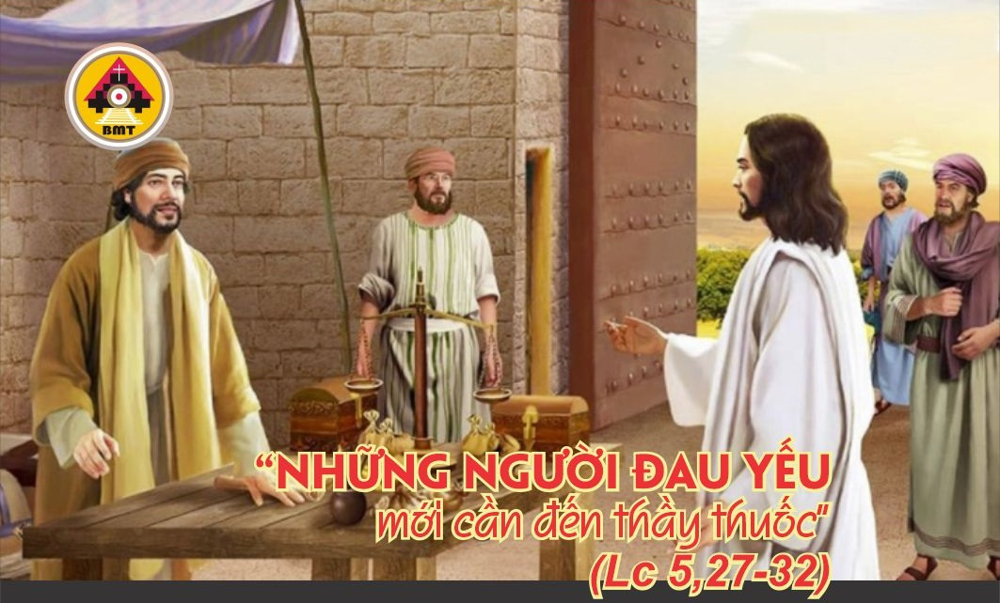 BMT
“NHỮNG NGƯỜI ĐAU YẾU
mới cần đến thầy thuốc”
(Lc 5,27-32)